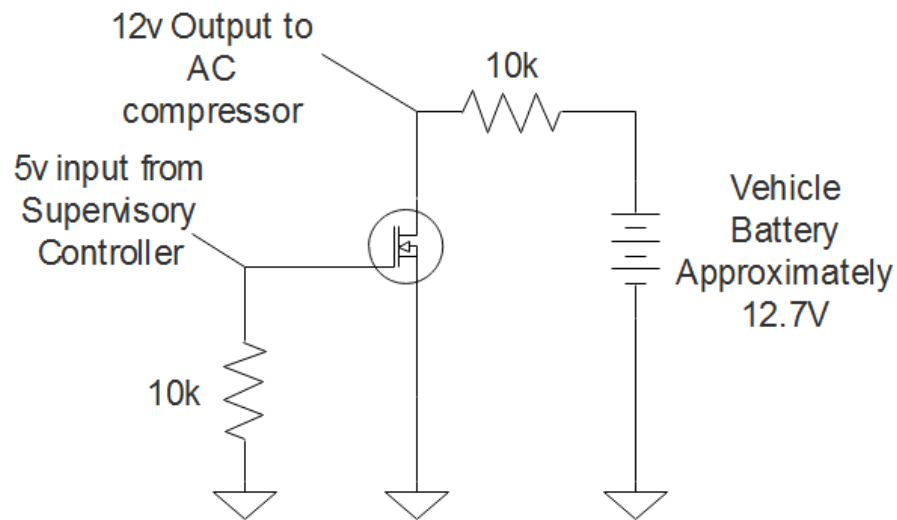 12v Output to
AC
compressor
10k
5v input from
Supervisory
Controller
Vehicle
Battery
Approximately
12.7V
10k